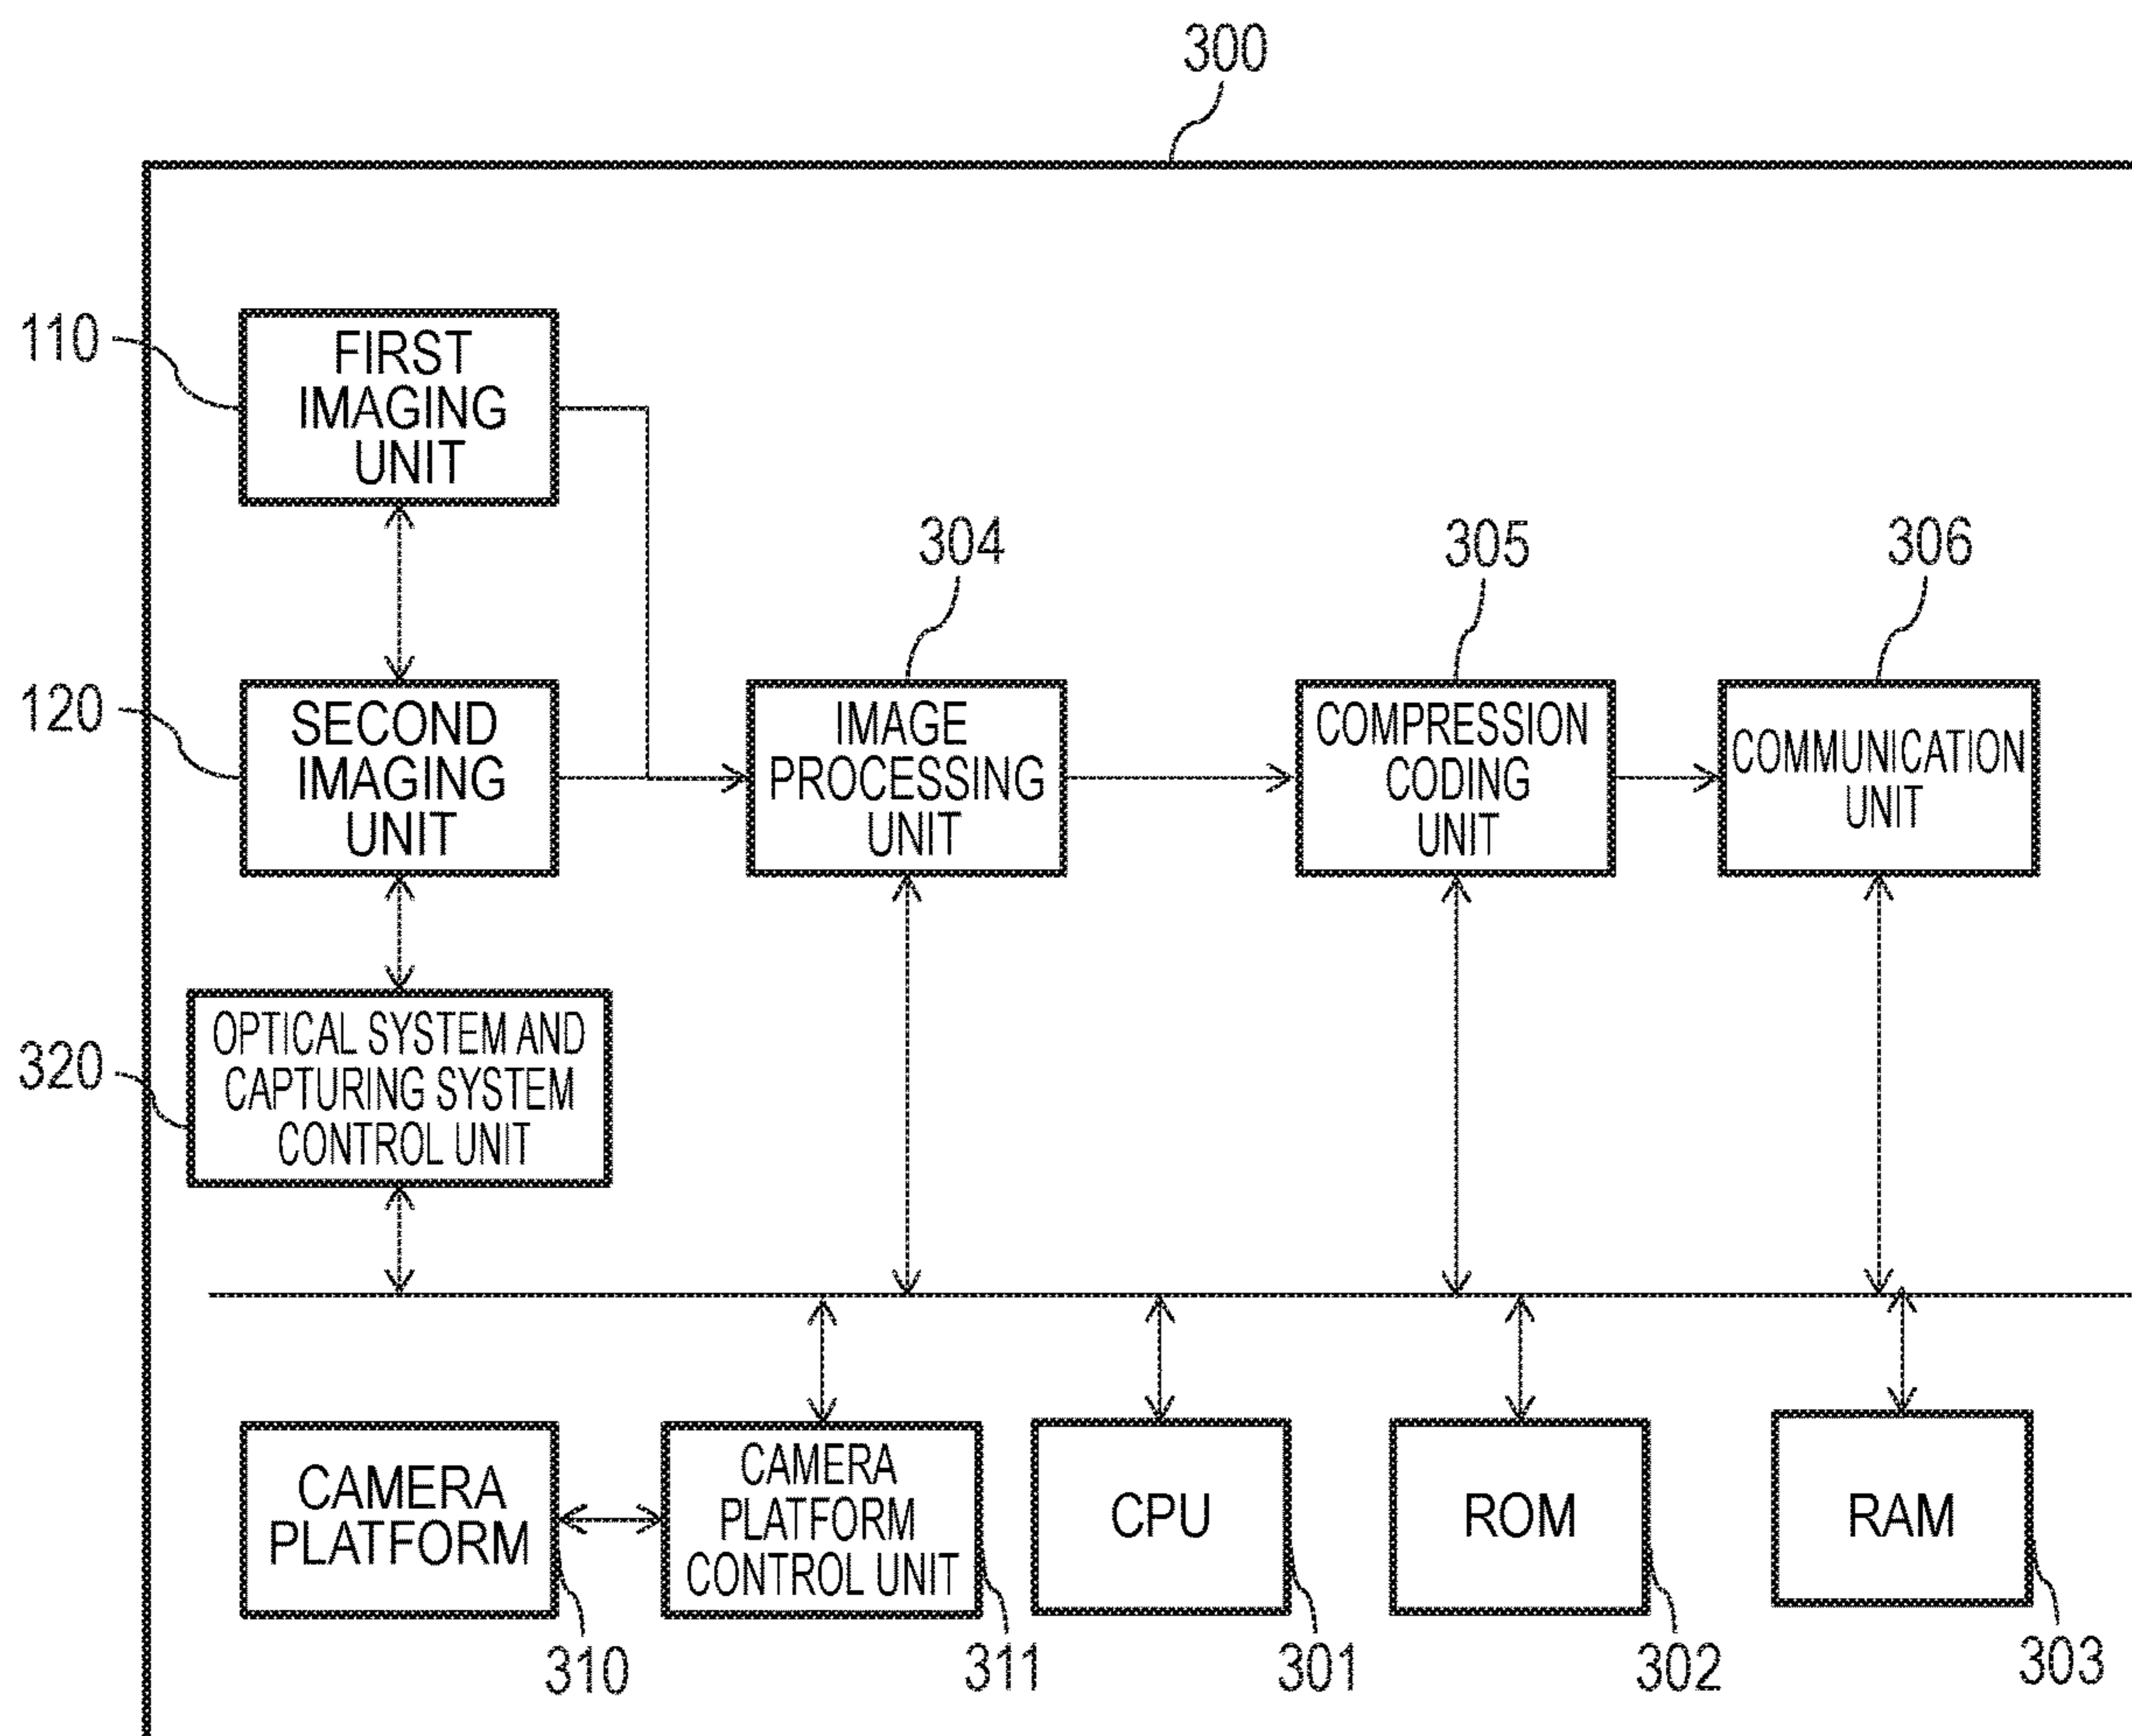 300
110
FIRST
IMAGING
UNIT
304
305
306
120
SECOND
IMAGING
UNIT
IMAGE
PROCESSING
UNIT
COMPRESSION
CODING
UNIT
COMMUNICATION
UNIT
320
OPTICAL SYSTEM AND
CAPTURING SYSTEM
CONTROL UNIT
CAMERA
PLATFORM
CAMERA
PLATFORM
CONTROL UNIT
CPU
ROM
RAM
310
311
301
302
303